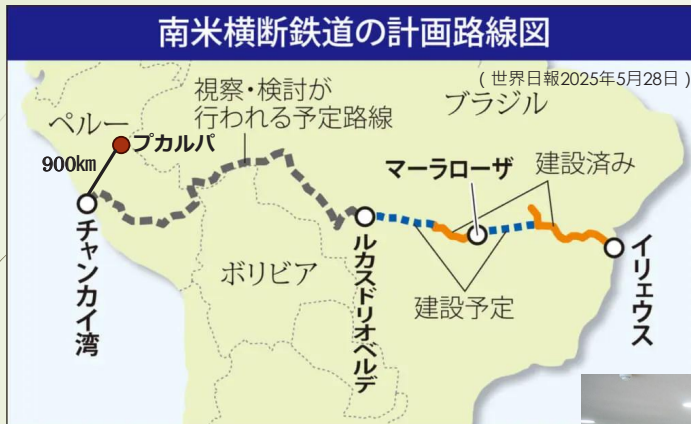 南米横断鉄道の計画路線図
( 世界日報2025年5月28日 )
視察・検討が
行われる予定路線
ブラジル
ペルー
プカルパ
900㎞
マーラローザ
建設済み
チャンカイ湾
ボリビア
ルカスドリオベルデ
建設予定
イリェウス